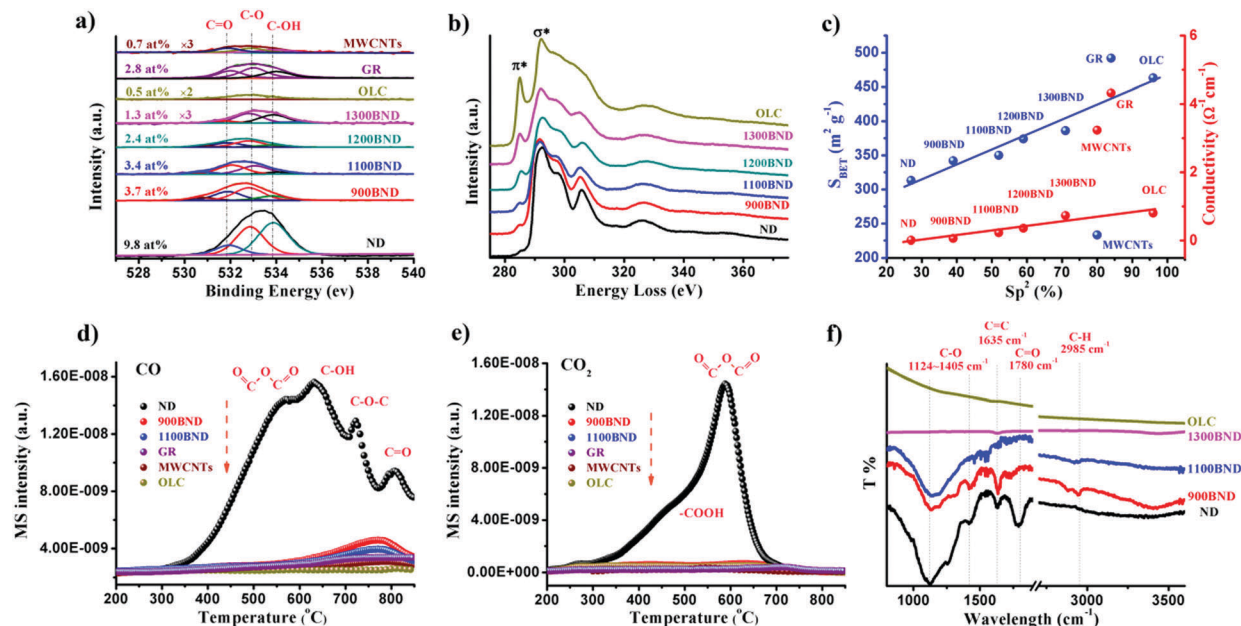 a)
C=O
C-O
C-OH
0.7 at% ×3
MWCNTs
2.8 at%
GR
0.5 at% ×2
OLC
1.3 at% ×3
1300BND
2.4 at%
1200BND
3.4 at%
1100BND
3.7 at%
900BND
9.8 at%
ND
Intensity (a.u.)
528 530 532 534 536 538 540
Binding Energy (ev)
b)
π*
σ*
OLC
1300BND
1200BND
1100BND
900BND
ND
Intensity (a.u.)
275 290 305 320 335 350 365
Energy Loss (eV)
c)
500
450
400
350
300
250
200
S_BET (m² g⁻¹)
6
4
2
0
Conductivity (Ω⁻¹ cm⁻¹)
GR
OLC
1300BND
1200BND
1100BND
900BND
ND
GR
MWCNTs
OLC
1300BND
1200BND
1100BND
900BND
ND
MWCNTs
20 30 40 50 60 70 80 90 100
Sp² (%)
d)
1.60E-008
1.20E-008
8.00E-009
4.00E-009
MS intensity (a.u.)
CO
ND
900BND
1100BND
GR
MWCNTs
OLC
C O C
O O
C-OH
C-O-C
C=O
200 300 400 500 600 700 800
Temperature (°C)
e)
1.60E-008
1.20E-008
8.00E-009
4.00E-009
0.00E+000
MS intensity (a.u.)
CO₂
ND
900BND
1100BND
GR
MWCNTs
OLC
O O O
C C
-COOH
200 300 400 500 600 700 800
Temperature (°C)
f)
C=C
1635 cm⁻¹
C-H
2985 cm⁻¹
C-O
1124~1405 cm⁻¹
C=O
1780 cm⁻¹
OLC
1300BND
1100BND
900BND
ND
T %
1000 1500 3000 3500
Wavelength (cm⁻¹)